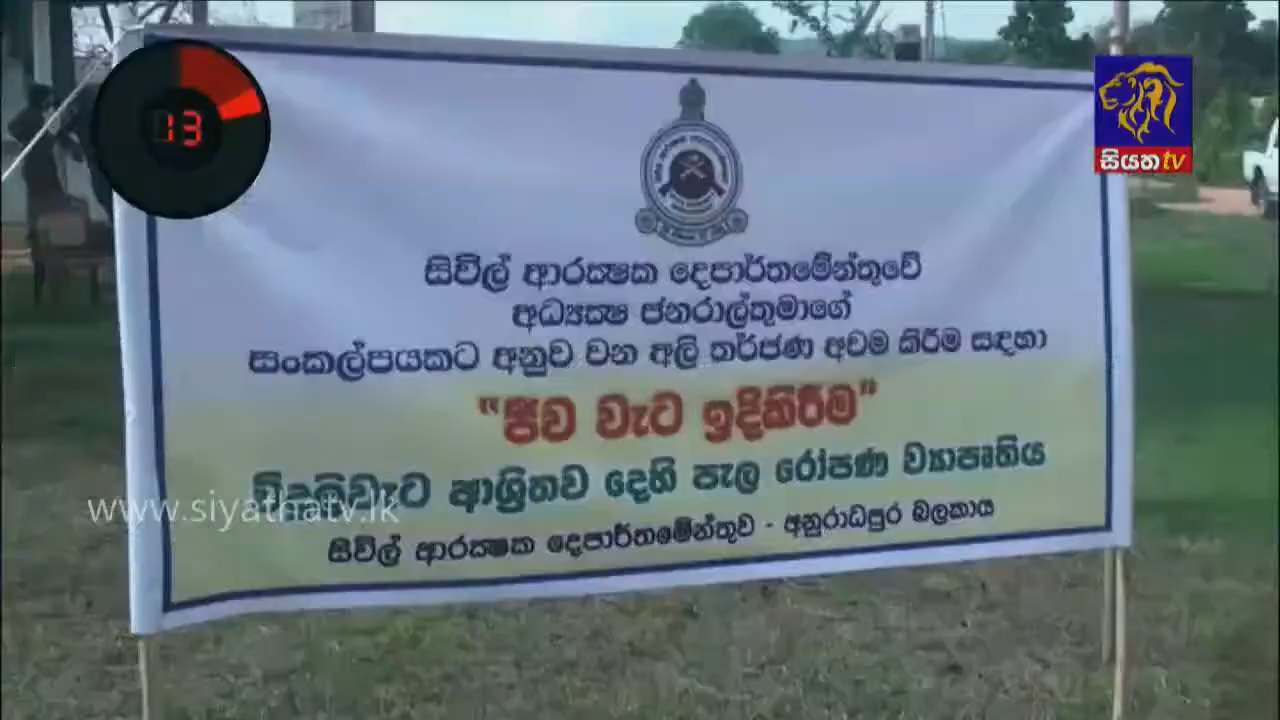 13
සියත tv
සිවිල් ආරක්ෂක දෙපාර්තමේන්තුවේ
අධ්‍යක්ෂ ජනරාල්තුමාගේ
සංකල්පයකට අනුව වන අලි තර්ජණ අවම කිරීම සඳහා
"ජීව වැට ඉදිකිරීම"
විදුලිවැට ආශ්‍රිතව දෙහි පැල රෝපණ ව්‍යාපෘතිය
www.siyathatv.lk
සිවිල් ආරක්ෂක දෙපාර්තමේන්තුව - අනුරාධපුර බලකාය